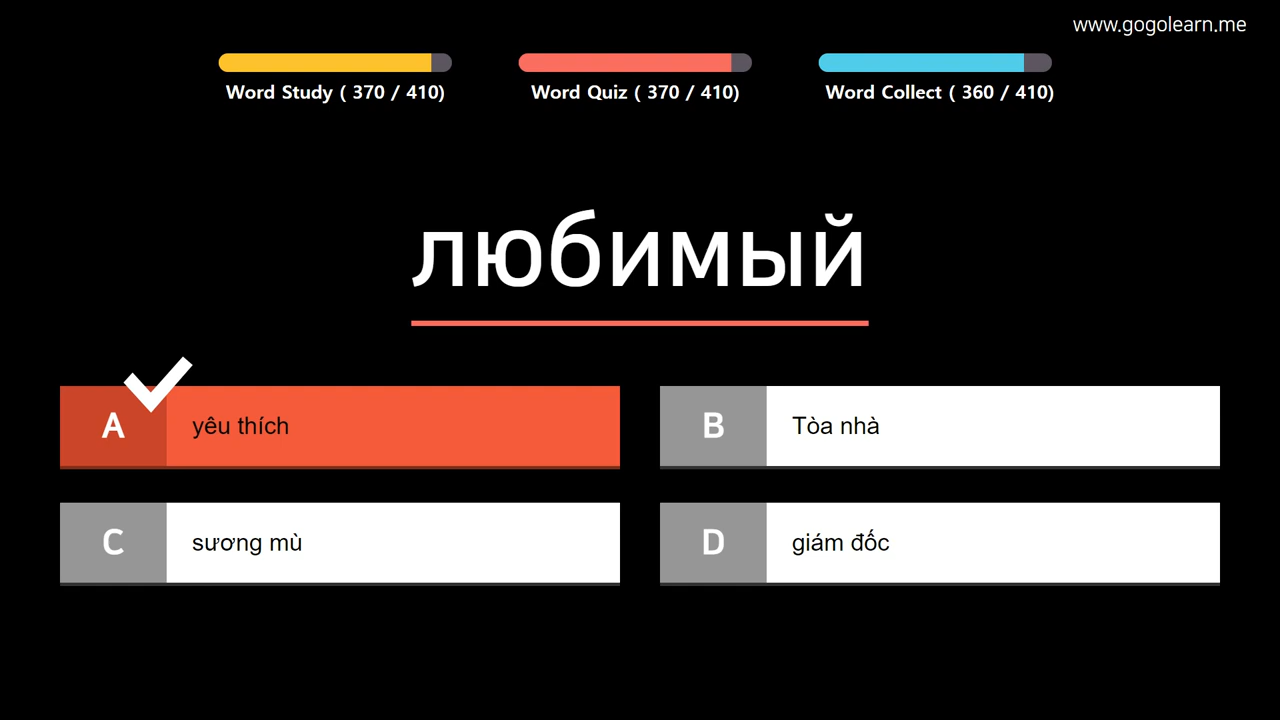 www.gogolearn.me
Word Study ( 370 / 410)
Word Quiz ( 370 / 410)
Word Collect ( 360 / 410)
любимый
A yêu thích
B Tòa nhà
C sương mù
D giám đốc